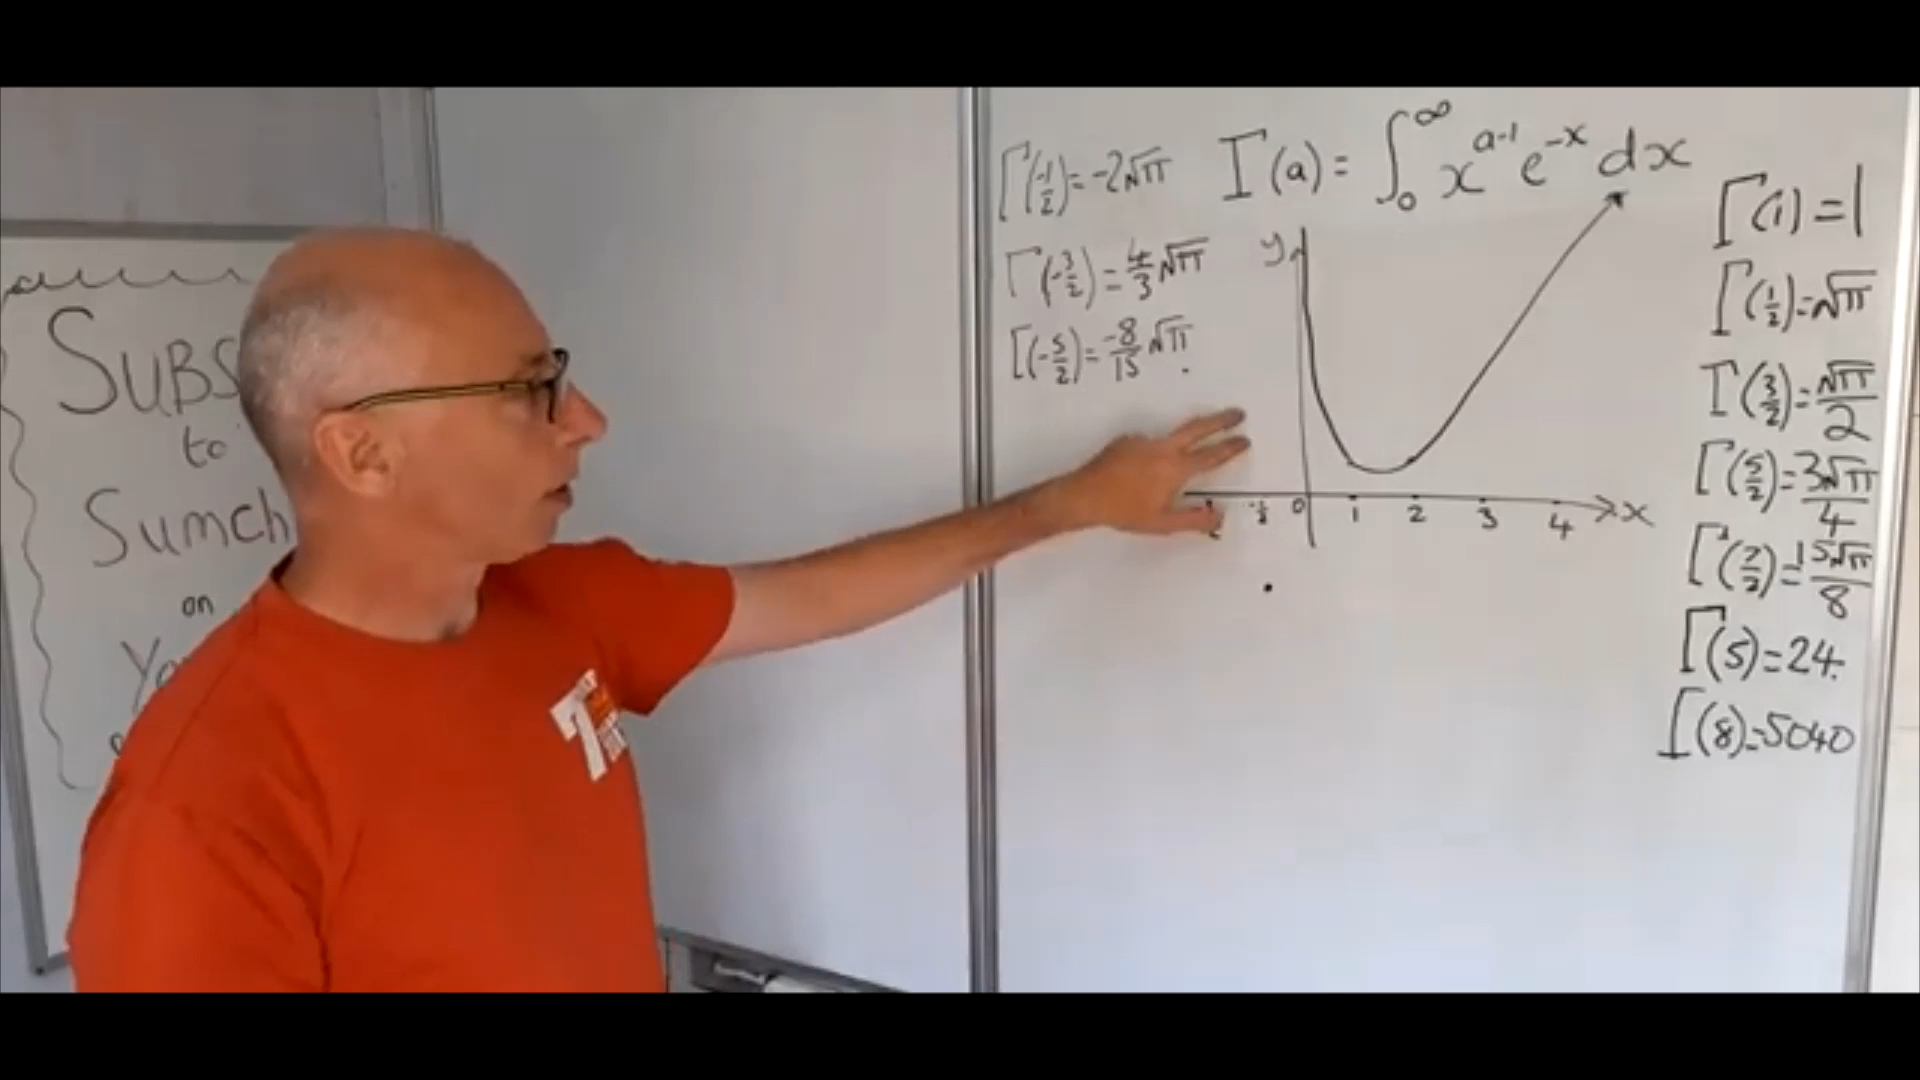 SUBS
to
Sumch
on
Γ(-1/2) = -2√π
Γ(-3/2) = 4/3 √π
Γ(-5/2) = -8/15 √π.
Γ(a) = ∫₀^∞ x^(a-1) e^(-x) dx
y
-1/2 0 1 2 3 4 x
Γ(1) = 1
Γ(1/2) = √π
Γ(3/2) = √π/2
Γ(5/2) = 3√π/4
Γ(7/2) = 15√π/8
Γ(5) = 24.
Γ(8) = 5040